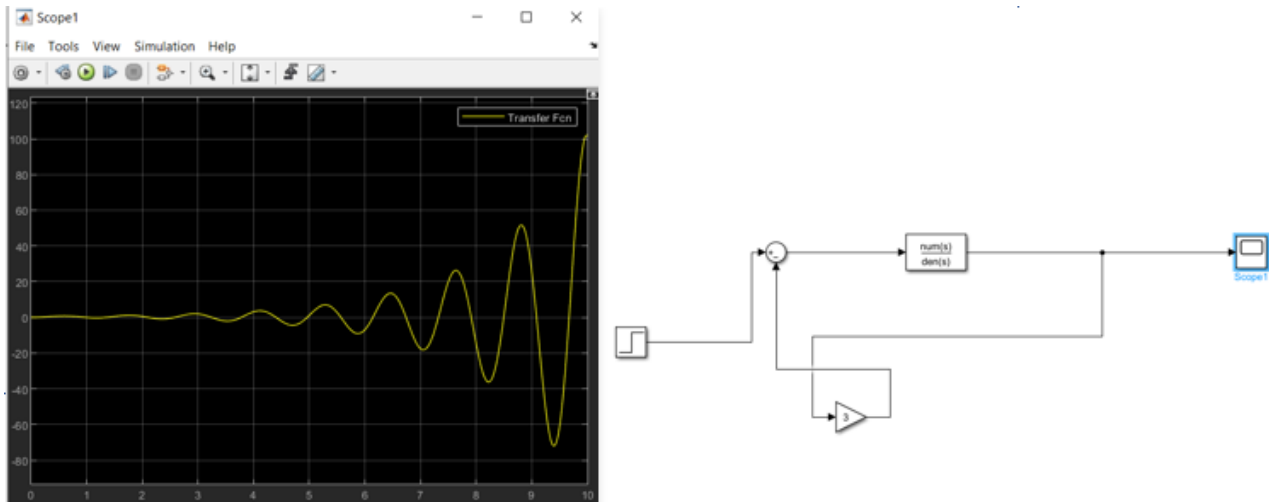 Scope1
File Tools View Simulation Help
Transfer Fcn
120
100
80
60
40
20
0
-20
-40
-60
-80
0 1 2 3 4 5 6 7 8 9 10
num(s)
den(s)
Scope1
3